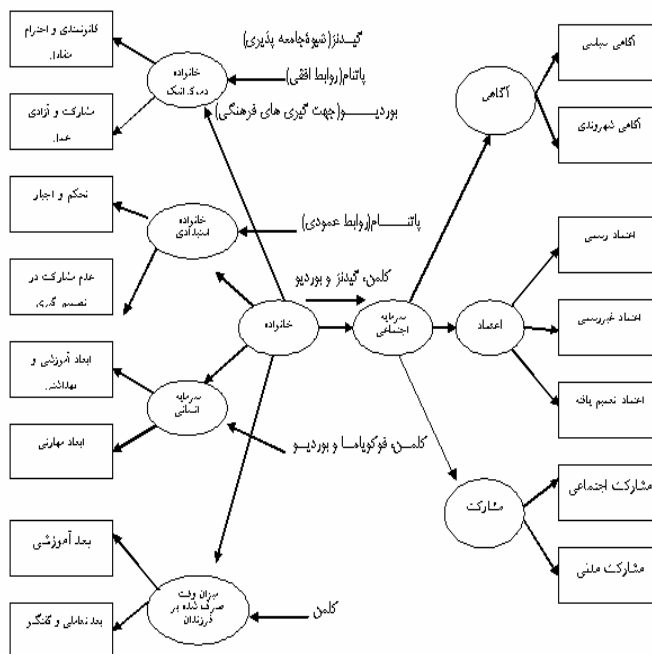 گیدنز(شیوهٔ جامعه پذیری)
پاتنام(روابط افقی)
بوردیو(جهت گیری های فرهنگی)
خانواده
دموکراتیک
قانونمندی و احترام
متقابل
مشارکت و آزادی
عمل
پاتنام(روابط عمودی)
خانواده
استبدادی
تحکم و اجبار
عدم مشارکت در
تصمیم گیری
کلمن، گیدنز و بوردیو
خانواده
سرمایه
انسانی
ابعاد آموزشی و
بهداشتی
ابعاد مهارتی
کلمن، فوکویاما و بوردیو
میزان وقت
صرف شده بر
فرزندان
بعد آموزشی
بعد تعاملی و گفتگو
کلمن
سرمایه
اجتماعی
آگاهی
آگاهی سیاسی
آگاهی شهروندی
اعتماد
اعتماد رسمی
اعتماد غیررسمی
اعتماد تعمیم یافته
مشارکت
مشارکت اجتماعی
مشارکت مدنی